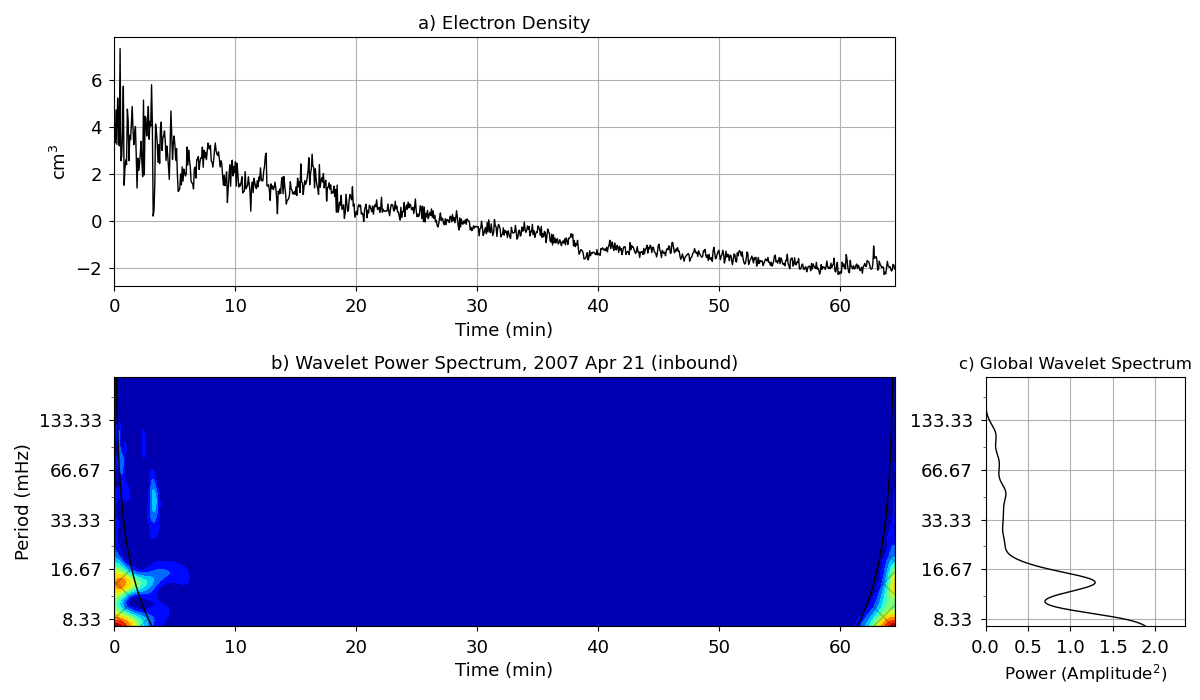 a) Electron Density
cm³
6
4
2
0
−2
0 10 20 30 40 50 60
Time (min)
b) Wavelet Power Spectrum, 2007 Apr 21 (inbound)
Period (mHz)
133.33
66.67
33.33
16.67
8.33
0 10 20 30 40 50 60
Time (min)
c) Global Wavelet Spectrum
133.33
66.67
33.33
16.67
8.33
0.0 0.5 1.0 1.5 2.0
Power (Amplitude²)